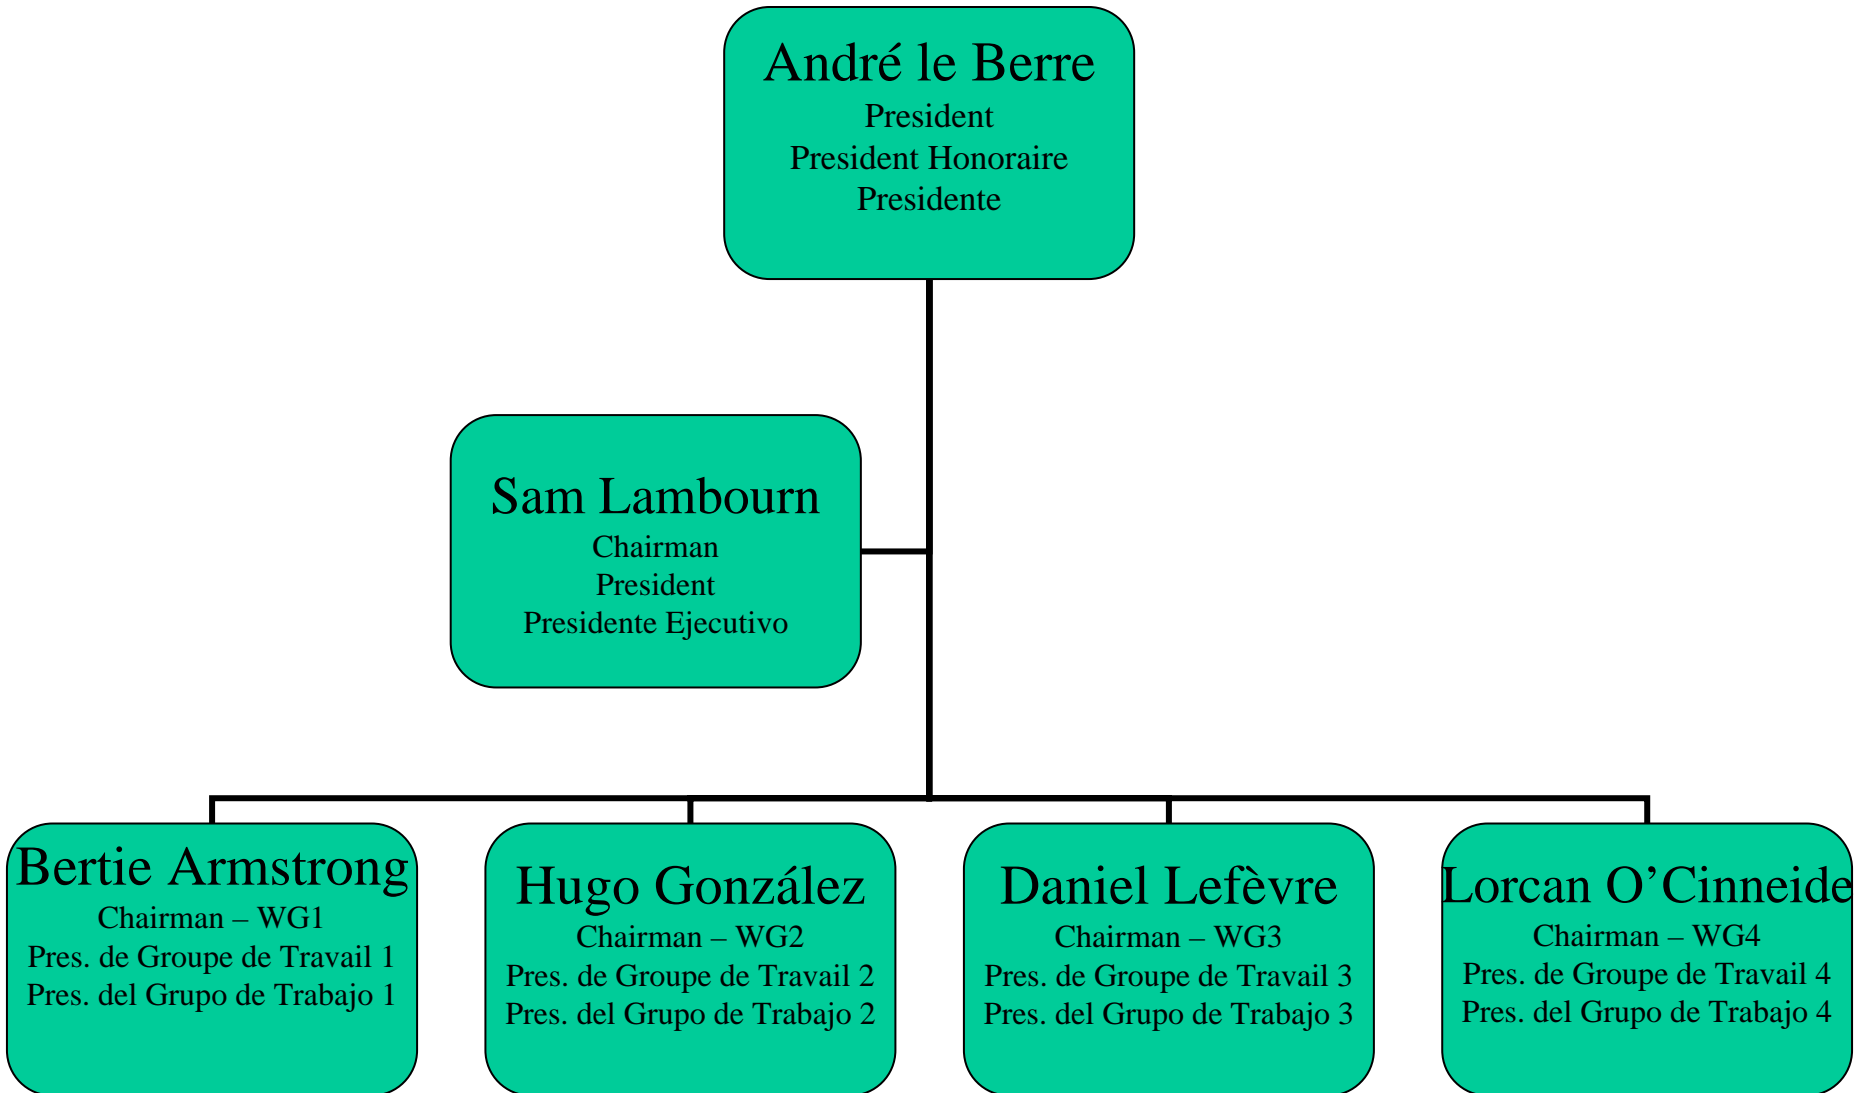 André le Berre
President
President Honoraire
Presidente
Sam Lambourn
Chairman
President
Presidente Ejecutivo
Bertie Armstrong
Chairman – WG1
Pres. de Groupe de Travail 1
Pres. del Grupo de Trabajo 1
Hugo González
Chairman – WG2
Pres. de Groupe de Travail 2
Pres. del Grupo de Trabajo 2
Daniel Lefèvre
Chairman – WG3
Pres. de Groupe de Travail 3
Pres. del Grupo de Trabajo 3
Lorcan O’Cinneide
Chairman – WG4
Pres. de Groupe de Travail 4
Pres. del Grupo de Trabajo 4